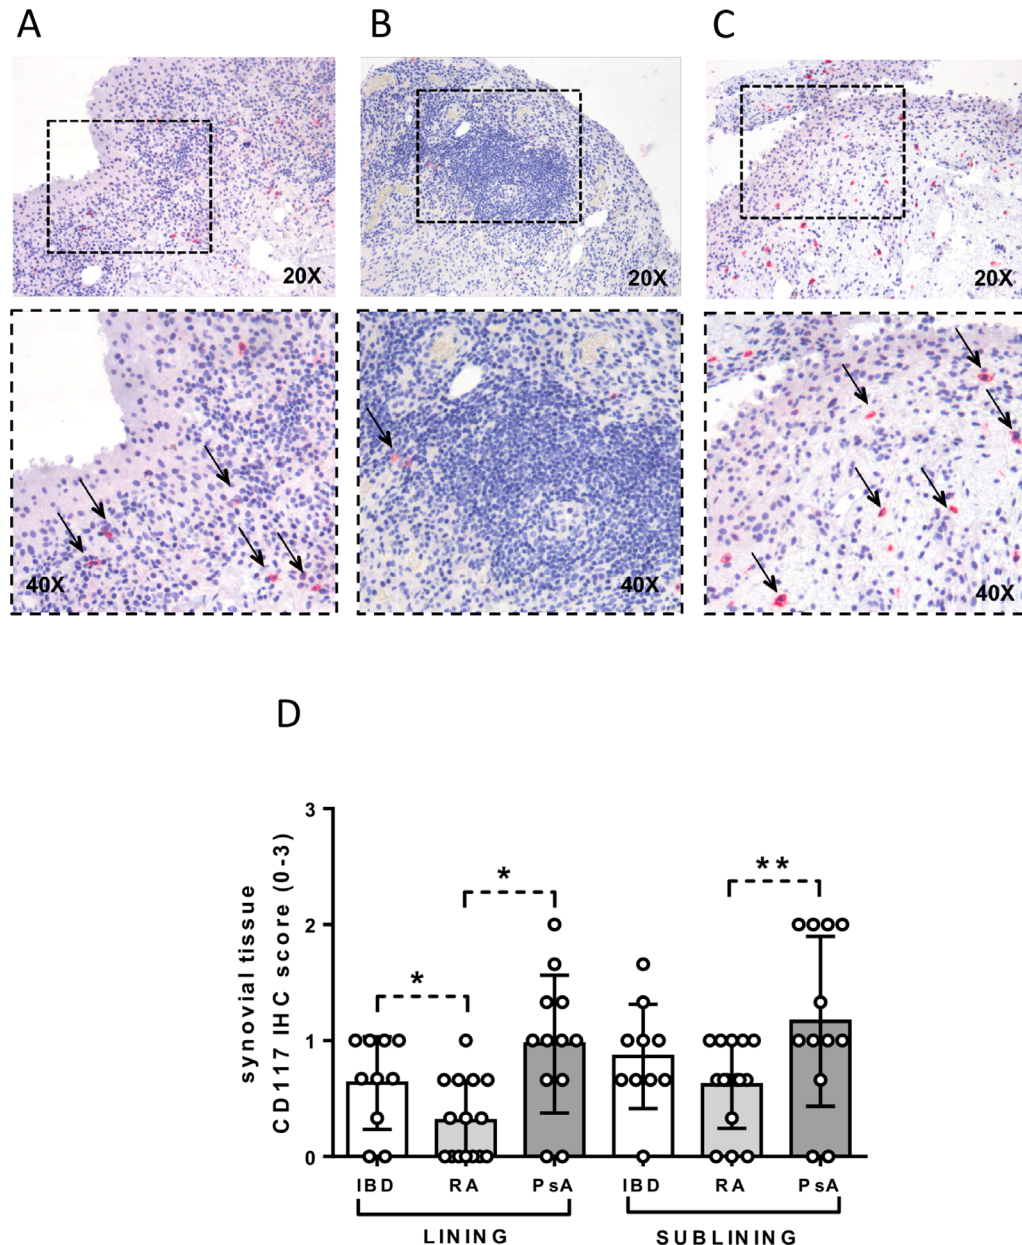 A
B
C
20X
20X
20X
40X
40X
40X
D
synovial tissue
CD117 IHC score (0-3)
3
2
1
0
*
*
**
IBD
RA
PsA
IBD
RA
PsA
LINING
SUBLINING